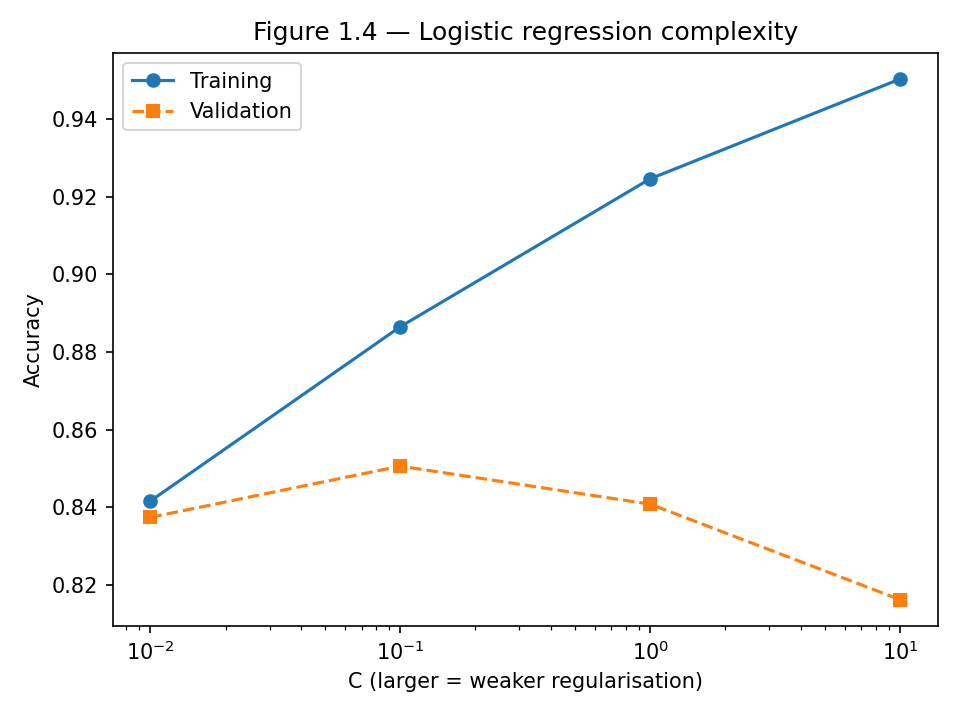 Figure 1.4 — Logistic regression complexity
Training
Validation
Accuracy
0.94
0.92
0.90
0.88
0.86
0.84
0.82
10⁻² 10⁻¹ 10⁰ 10¹
C (larger = weaker regularisation)